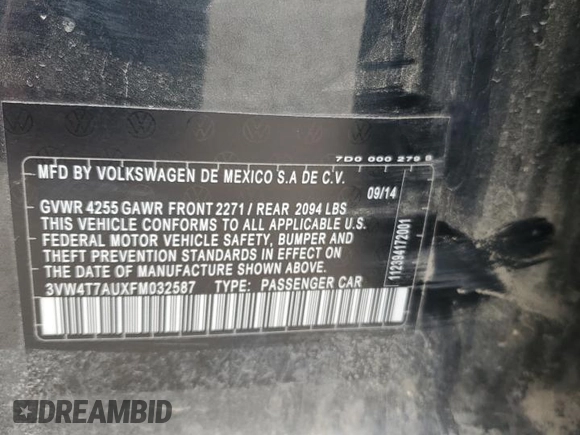 7D0 000 279 B
MFD BY VOLKSWAGEN DE MEXICO S.A DE C.V.
09/14
GVWR 4255 GAWR FRONT 2271 / REAR 2094 LBS
THIS VEHICLE CONFORMS TO ALL APPLICABLE U.S.
FEDERAL MOTOR VEHICLE SAFETY, BUMPER AND
THEFT PREVENTION STANDARDS IN EFFECT ON THE
DATE OF MANUFACTURE SHOWN ABOVE.
3VW4T7AUXFM032587 TYPE: PASSENGER CAR
112394172001
DREAMBID